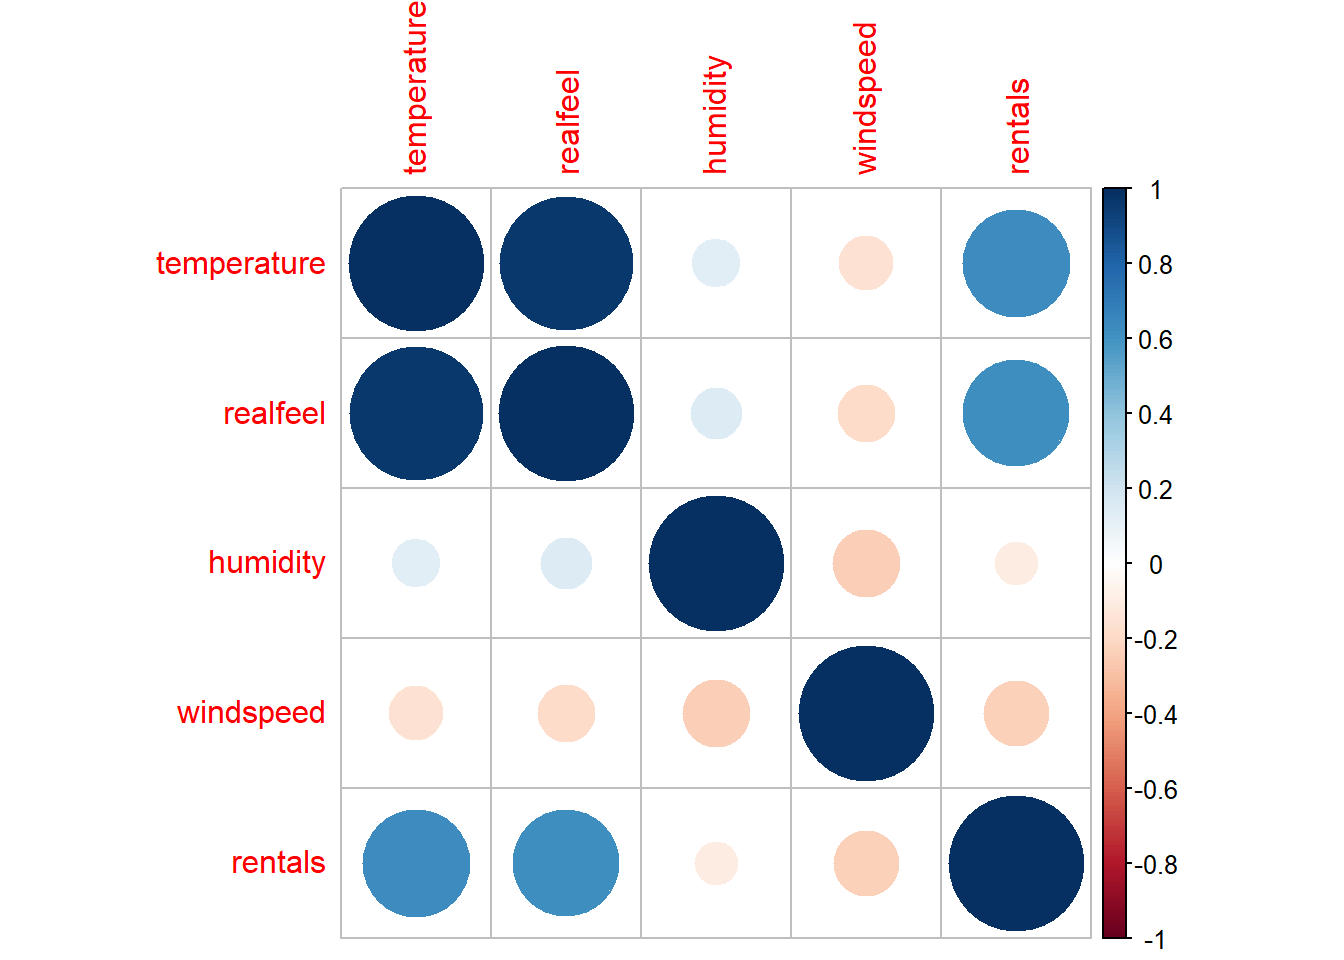 temperature
realfeel
humidity
windspeed
rentals
temperature
realfeel
humidity
windspeed
rentals
1
0.8
0.6
0.4
0.2
0
-0.2
-0.4
-0.6
-0.8
-1